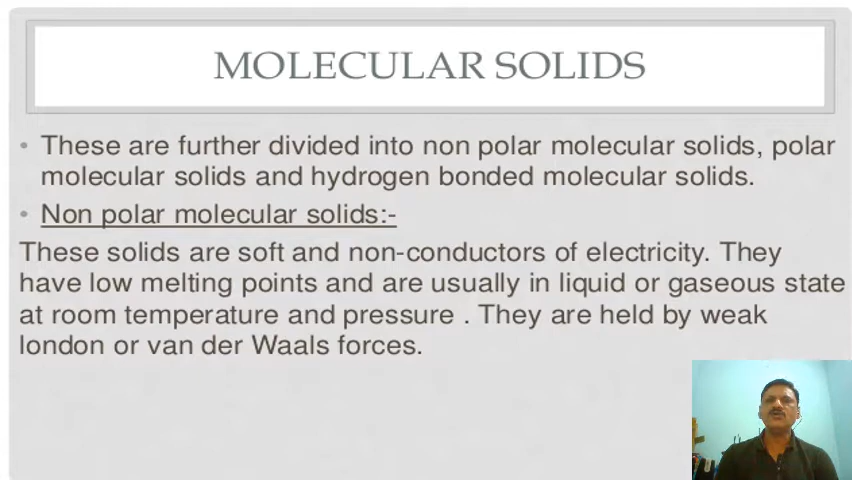 MOLECULAR SOLIDS
• These are further divided into non polar molecular solids, polar
molecular solids and hydrogen bonded molecular solids.
• Non polar molecular solids:-
These solids are soft and non-conductors of electricity. They
have low melting points and are usually in liquid or gaseous state
at room temperature and pressure . They are held by weak
london or van der Waals forces.